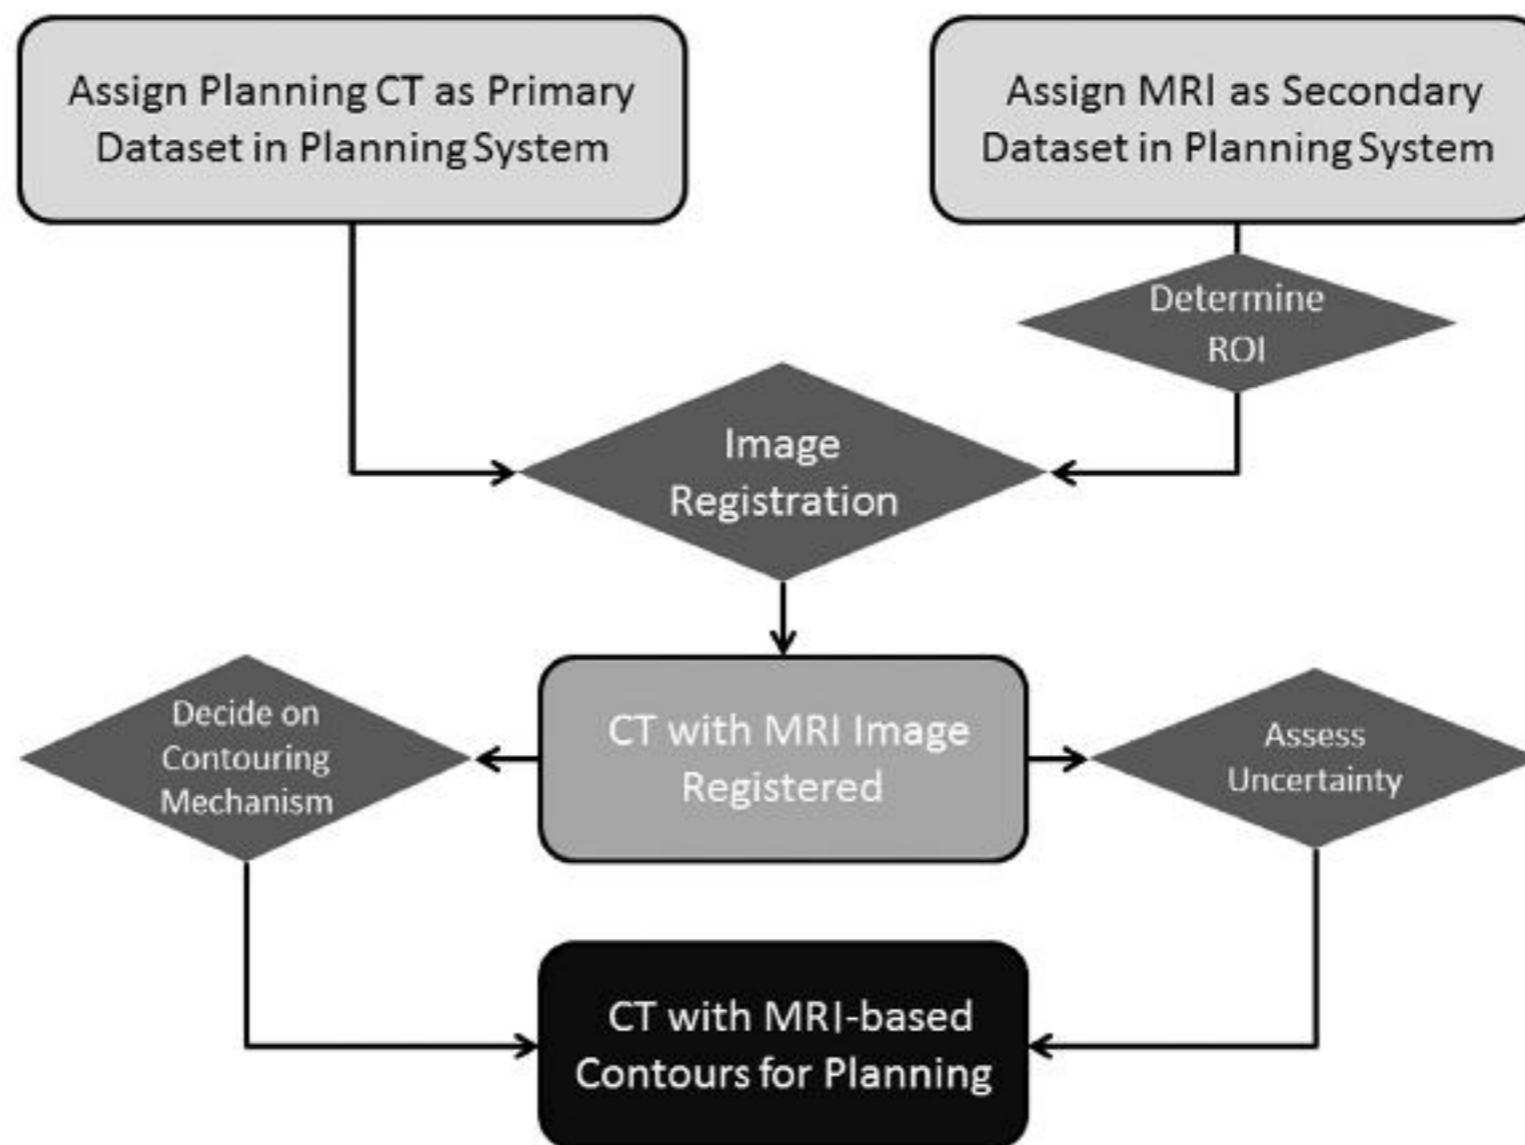 Assign Planning CT as Primary
Dataset in Planning System
Assign MRI as Secondary
Dataset in Planning System
Determine
ROI
Image
Registration
Decide on
Contouring
Mechanism
CT with MRI Image
Registered
Assess
Uncertainty
CT with MRI-based
Contours for Planning